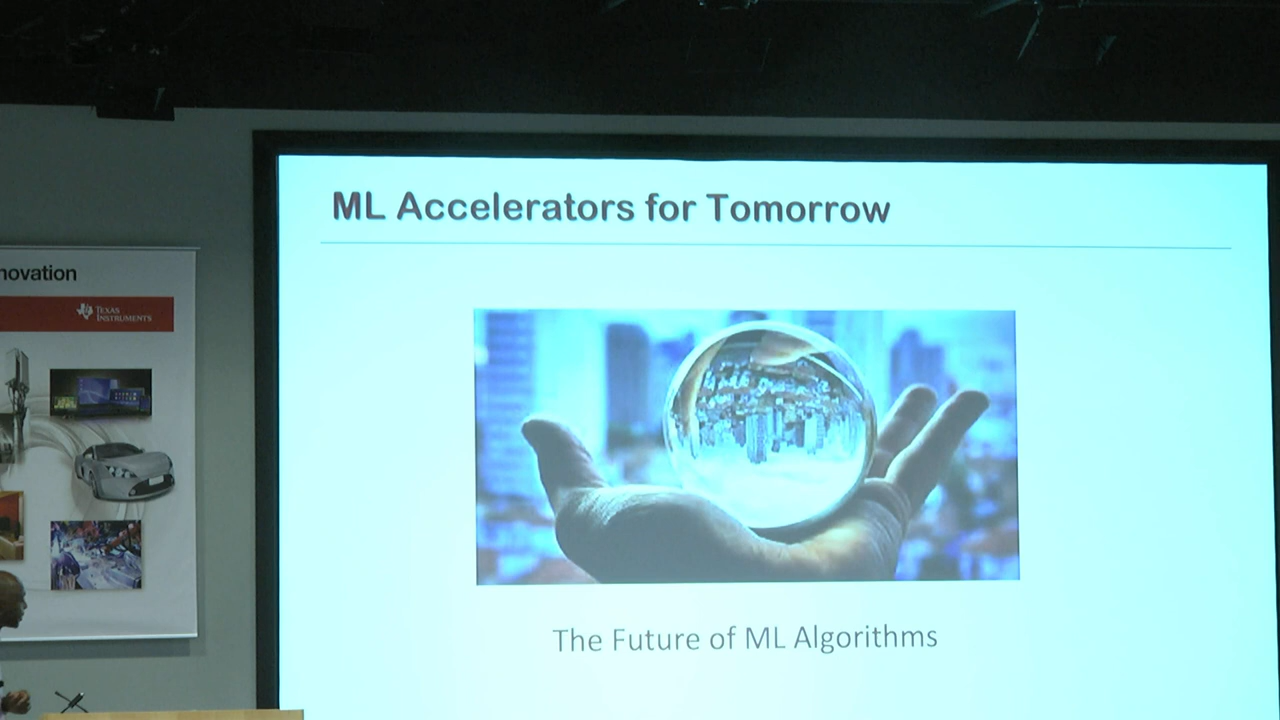 ML Accelerators for Tomorrow
novation
TEXAS
INSTRUMENTS
The Future of ML Algorithms